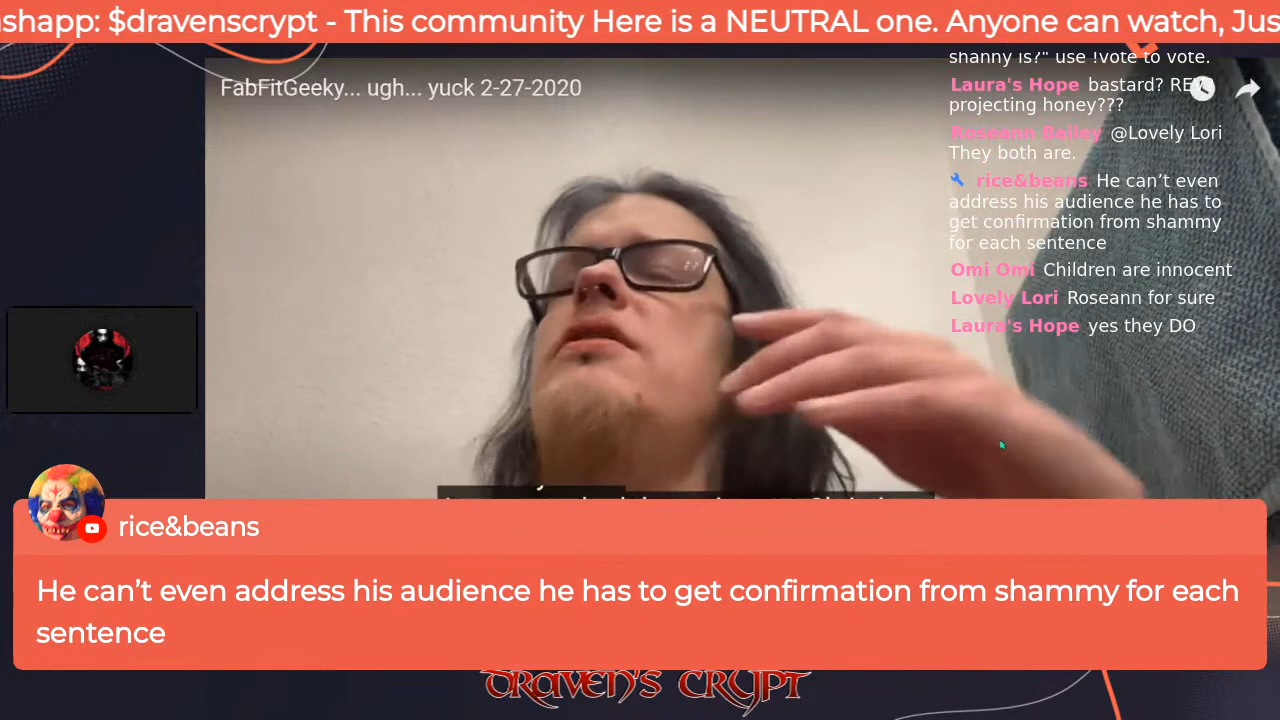 shapp: $dravenscrypt - This community Here is a NEUTRAL one. Anyone can watch, Jus
FabFitGeeky... ugh... yuck 2-27-2020
shanny is?" use !vote to vote.
Laura's Hope bastard? REV
projecting honey???
Roseann Bailey @Lovely Lori
They both are.
rice&beans He can’t even
address his audience he has to
get confirmation from shammy
for each sentence
Omi Omi Children are innocent
Lovely Lori Roseann for sure
Laura's Hope yes they DO
rice&beans
He can’t even address his audience he has to get confirmation from shammy for each
sentence
DRAVEN'S CRYPT